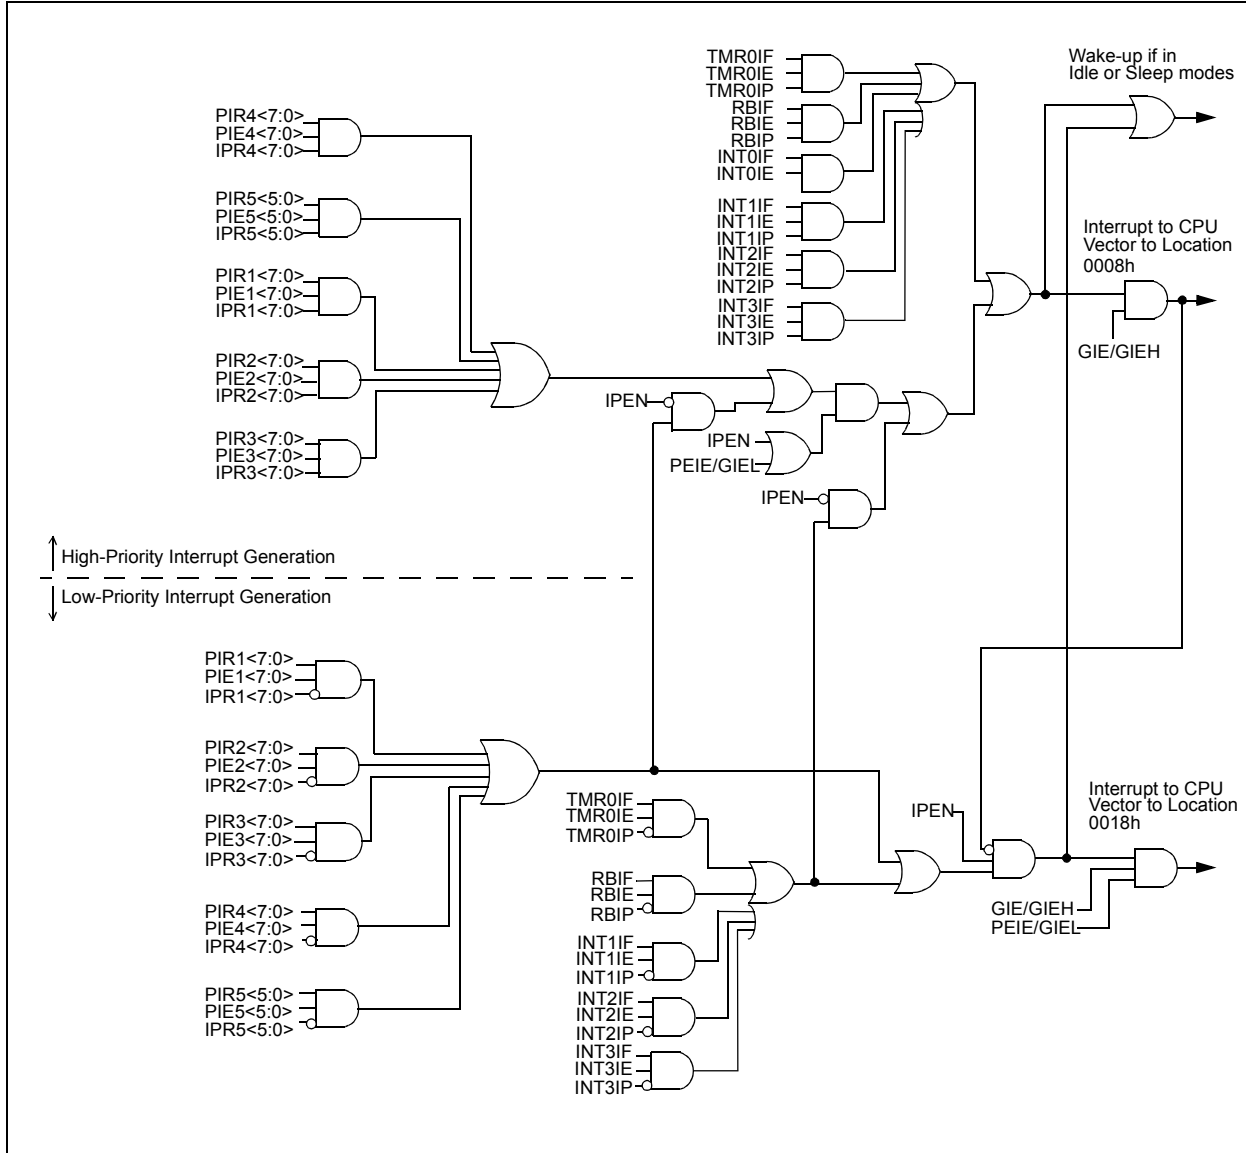 TMR0IF
TMR0IE
TMR0IP
RBIF
RBIE
RBIP
INT0IF
INT0IE
INT1IF
INT1IE
INT1IP
INT2IF
INT2IE
INT2IP
INT3IF
INT3IE
INT3IP
Wake-up if in
Idle or Sleep modes
PIR4<7:0>
PIE4<7:0>
IPR4<7:0>
PIR5<5:0>
PIE5<5:0>
IPR5<5:0>
PIR1<7:0>
PIE1<7:0>
IPR1<7:0>
PIR2<7:0>
PIE2<7:0>
IPR2<7:0>
PIR3<7:0>
PIE3<7:0>
IPR3<7:0>
Interrupt to CPU
Vector to Location
0008h
GIE/GIEH
IPEN
IPEN
PEIE/GIEL
IPEN
High-Priority Interrupt Generation
Low-Priority Interrupt Generation
PIR1<7:0>
PIE1<7:0>
IPR1<7:0>
PIR2<7:0>
PIE2<7:0>
IPR2<7:0>
PIR3<7:0>
PIE3<7:0>
IPR3<7:0>
PIR4<7:0>
PIE4<7:0>
IPR4<7:0>
PIR5<5:0>
PIE5<5:0>
IPR5<5:0>
TMR0IF
TMR0IE
TMR0IP
RBIF
RBIE
RBIP
INT1IF
INT1IE
INT1IP
INT2IF
INT2IE
INT2IP
INT3IF
INT3IE
INT3IP
IPEN
Interrupt to CPU
Vector to Location
0018h
GIE/GIEH
PEIE/GIEL